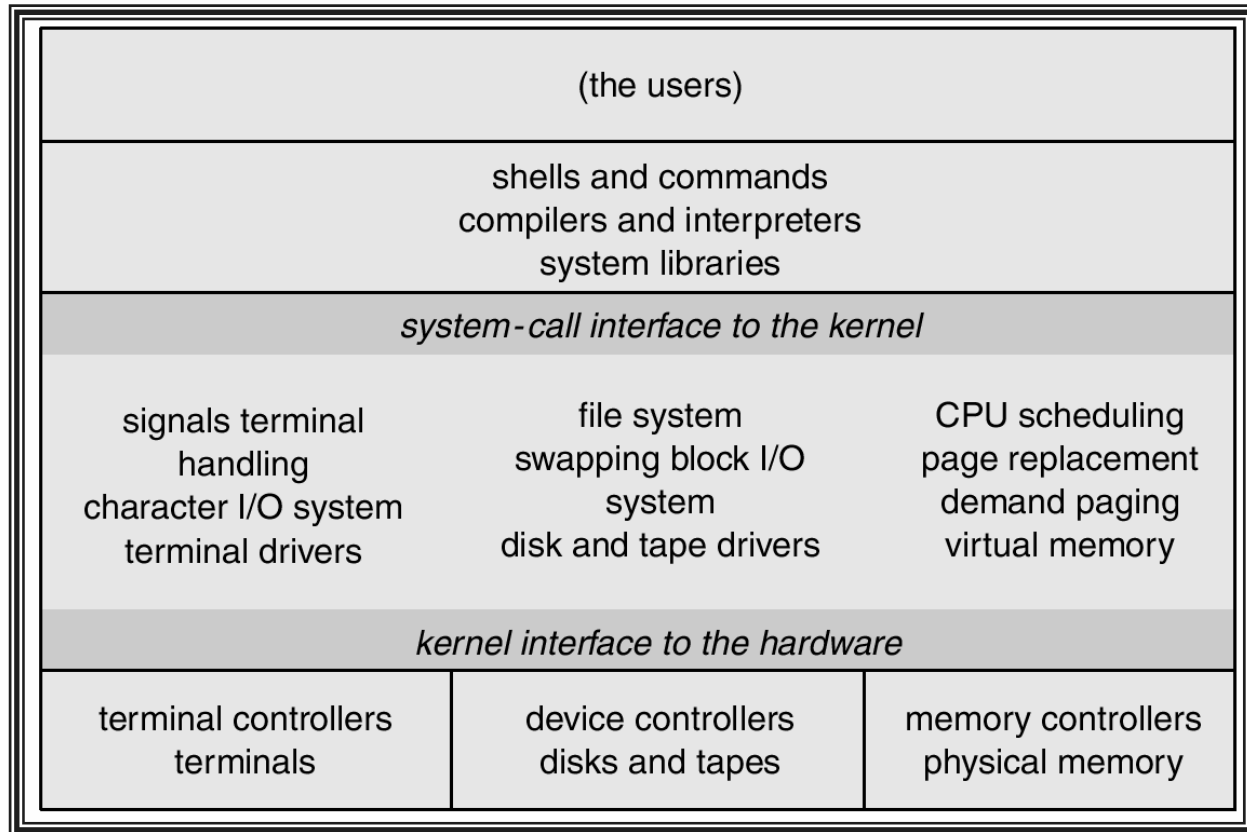 (the users)
shells and commands
compilers and interpreters
system libraries
system-call interface to the kernel
signals terminal
handling
character I/O system
terminal drivers
file system
swapping block I/O
system
disk and tape drivers
CPU scheduling
page replacement
demand paging
virtual memory
kernel interface to the hardware
terminal controllers
terminals
device controllers
disks and tapes
memory controllers
physical memory